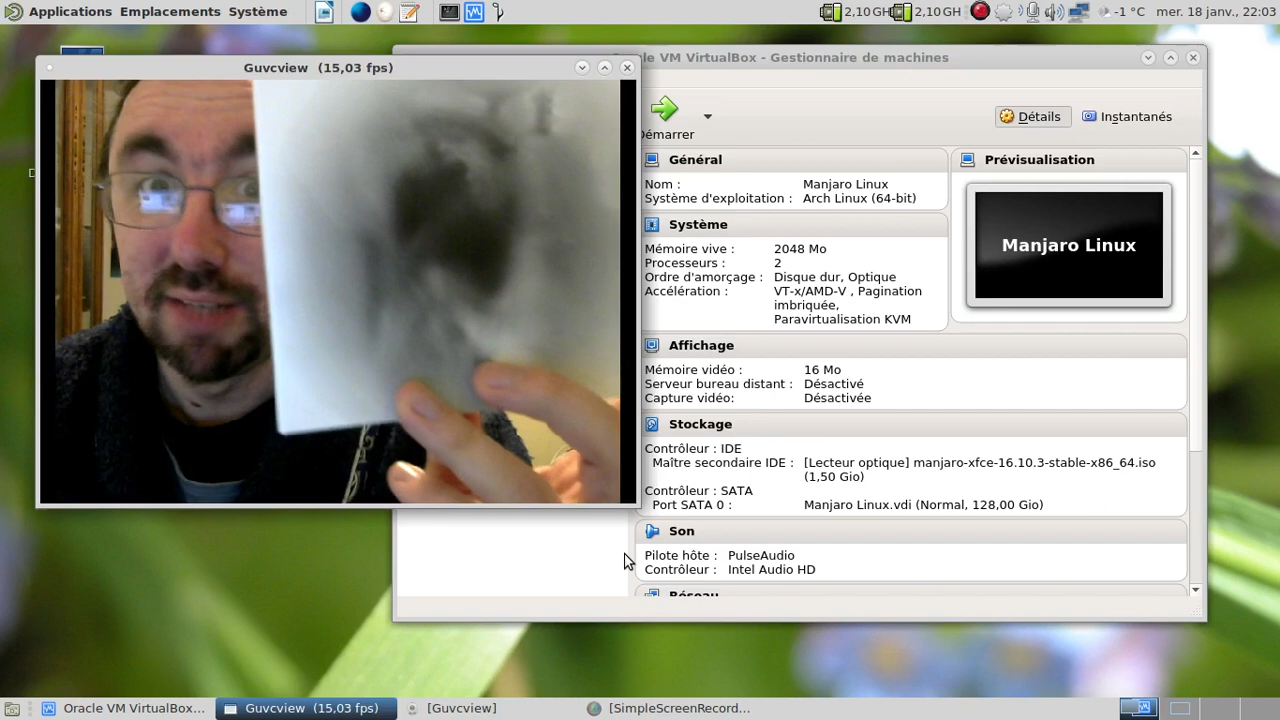 Applications Emplacements Système
2,10 GH 2,10 GH -1 °C mer. 18 janv., 22:03
Guvcview (15,03 fps)
le VM VirtualBox - Gestionnaire de machines
Démarrer
Détails
Instantanés
Général
Nom : Manjaro Linux
Système d'exploitation : Arch Linux (64-bit)
Système
Mémoire vive : 2048 Mo
Processeurs : 2
Ordre d'amorçage : Disque dur, Optique
Accélération : VT-x/AMD-V , Pagination
imbriquée,
Paravirtualisation KVM
Prévisualisation
Manjaro Linux
Affichage
Mémoire vidéo : 16 Mo
Serveur bureau distant : Désactivé
Capture vidéo: Désactivée
Stockage
Contrôleur : IDE
Maître secondaire IDE : [Lecteur optique] manjaro-xfce-16.10.3-stable-x86_64.iso
(1,50 Gio)
Contrôleur : SATA
Port SATA 0 : Manjaro Linux.vdi (Normal, 128,00 Gio)
Son
Pilote hôte : PulseAudio
Contrôleur : Intel Audio HD
Réseau
Oracle VM VirtualBox... Guvcview (15,03 fps) [Guvcview] [SimpleScreenRecord...